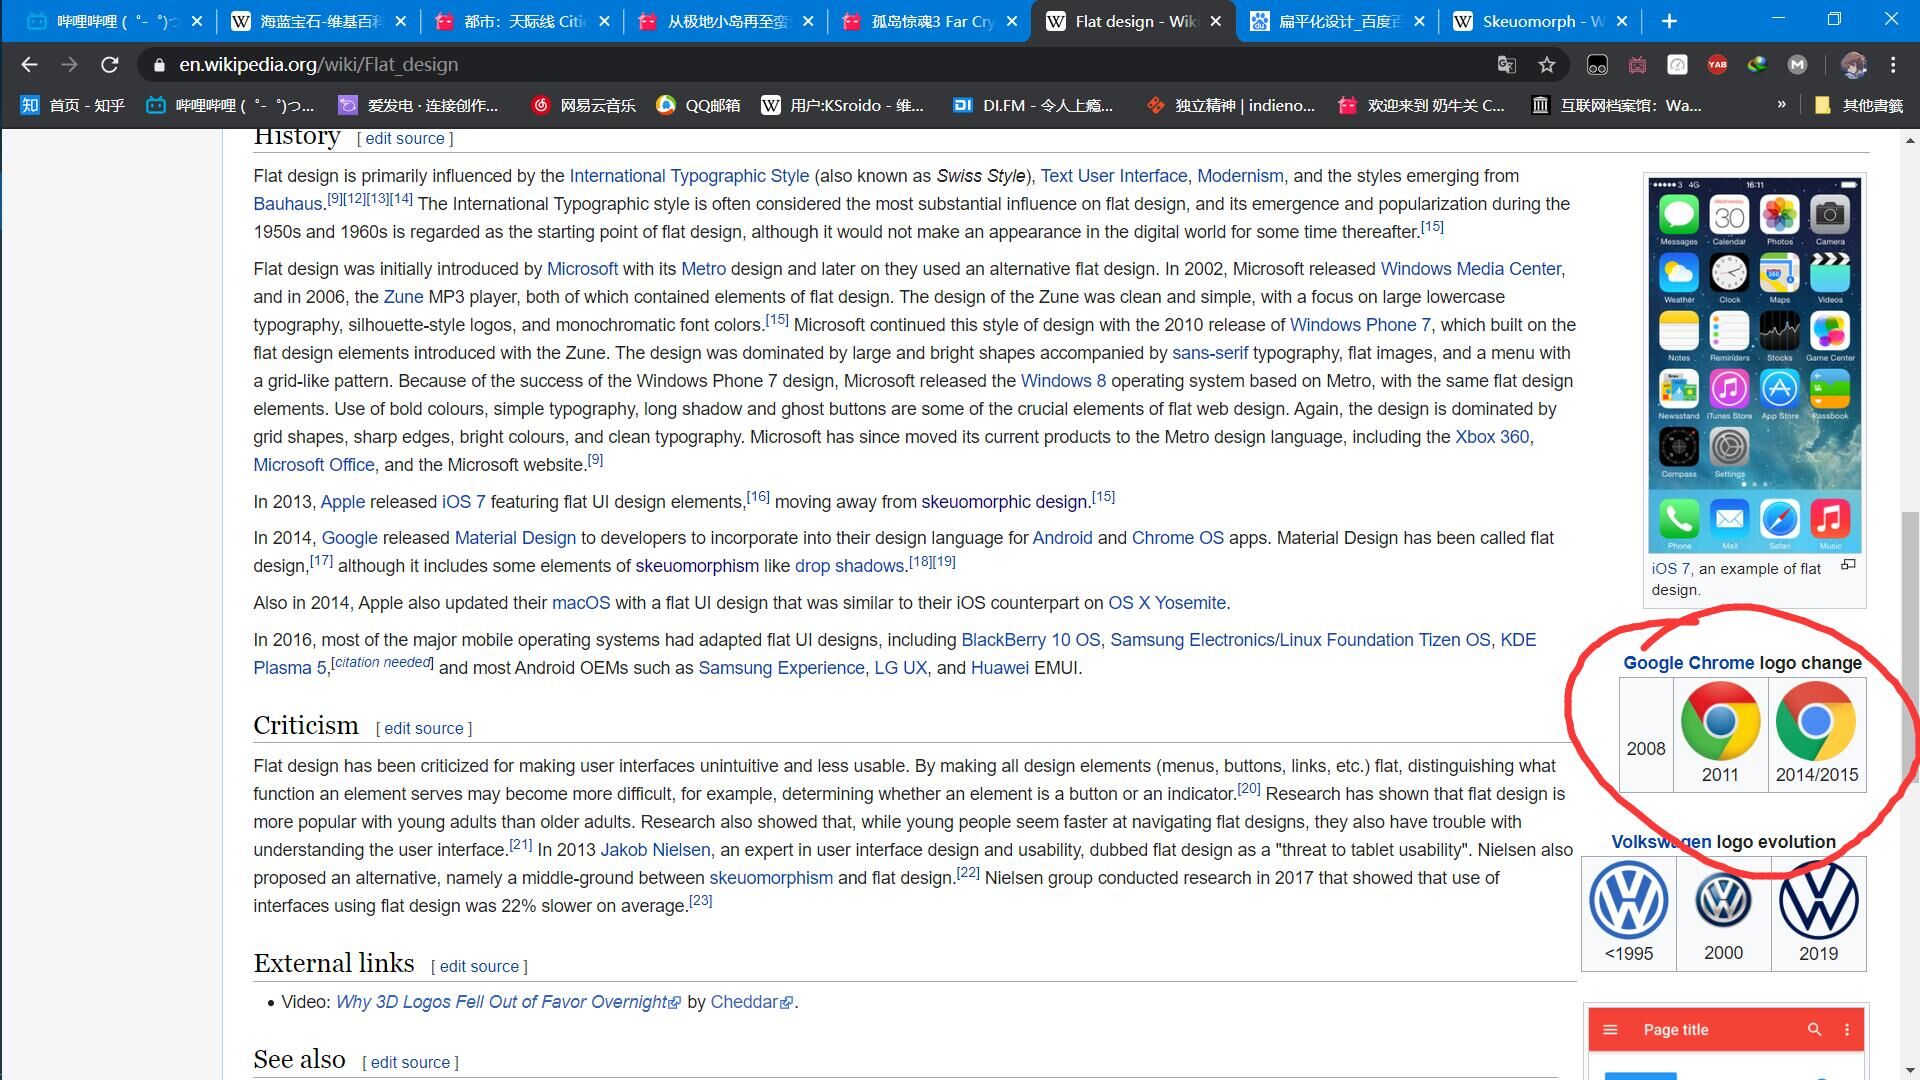 哔哩哔哩 ( ゜- ゜)つ
海蓝宝石-维基百科
都市：天际线 Citie
从极地小岛再至蛮
孤岛惊魂3 Far Cry
Flat design - Wiki
扁平化设计_百度百
Skeuomorph - W
en.wikipedia.org/wiki/Flat_design
YAB
M
知 首页 - 知乎
哔哩哔哩 ( ゜- ゜)つ...
爱发电 · 连接创作...
网易云音乐
QQ邮箱
W 用户:KSroido - 维...
DI DI.FM - 令人上瘾...
独立精神 | indieno...
欢迎来到 奶牛关 C...
互联网档案馆：Wa...
»
其他書籤
History [ edit source ]
Flat design is primarily influenced by the International Typographic Style (also known as Swiss Style), Text User Interface, Modernism, and the styles emerging from
Bauhaus.[9][12][13][14] The International Typographic style is often considered the most substantial influence on flat design, and its emergence and popularization during the
1950s and 1960s is regarded as the starting point of flat design, although it would not make an appearance in the digital world for some time thereafter.[15]
Flat design was initially introduced by Microsoft with its Metro design and later on they used an alternative flat design. In 2002, Microsoft released Windows Media Center,
and in 2006, the Zune MP3 player, both of which contained elements of flat design. The design of the Zune was clean and simple, with a focus on large lowercase
typography, silhouette-style logos, and monochromatic font colors.[15] Microsoft continued this style of design with the 2010 release of Windows Phone 7, which built on the
flat design elements introduced with the Zune. The design was dominated by large and bright shapes accompanied by sans-serif typography, flat images, and a menu with
a grid-like pattern. Because of the success of the Windows Phone 7 design, Microsoft released the Windows 8 operating system based on Metro, with the same flat design
elements. Use of bold colours, simple typography, long shadow and ghost buttons are some of the crucial elements of flat web design. Again, the design is dominated by
grid shapes, sharp edges, bright colours, and clean typography. Microsoft has since moved its current products to the Metro design language, including the Xbox 360,
Microsoft Office, and the Microsoft website.[9]
In 2013, Apple released iOS 7 featuring flat UI design elements,[16] moving away from skeuomorphic design.[15]
In 2014, Google released Material Design to developers to incorporate into their design language for Android and Chrome OS apps. Material Design has been called flat
design,[17] although it includes some elements of skeuomorphism like drop shadows.[18][19]
Also in 2014, Apple also updated their macOS with a flat UI design that was similar to their iOS counterpart on OS X Yosemite.
In 2016, most of the major mobile operating systems had adapted flat UI designs, including BlackBerry 10 OS, Samsung Electronics/Linux Foundation Tizen OS, KDE
Plasma 5,[citation needed] and most Android OEMs such as Samsung Experience, LG UX, and Huawei EMUI.
Criticism [ edit source ]
Flat design has been criticized for making user interfaces unintuitive and less usable. By making all design elements (menus, buttons, links, etc.) flat, distinguishing what
function an element serves may become more difficult, for example, determining whether an element is a button or an indicator.[20] Research has shown that flat design is
more popular with young adults than older adults. Research also showed that, while young people seem faster at navigating flat designs, they also have trouble with
understanding the user interface.[21] In 2013 Jakob Nielsen, an expert in user interface design and usability, dubbed flat design as a "threat to tablet usability". Nielsen also
proposed an alternative, namely a middle-ground between skeuomorphism and flat design.[22] Nielsen group conducted research in 2017 that showed that use of
interfaces using flat design was 22% slower on average.[23]
External links [ edit source ]
• Video: Why 3D Logos Fell Out of Favor Overnight by Cheddar.
See also [ edit source ]
3 4G 16:11
Wednesday
30
Messages Calendar Photos Camera
280
Weather Clock Maps Videos
Notes Reminders Stocks Game Center
Newsstand iTunes Store App Store Passbook
Compass Settings
Phone Mail Safari Music
iOS 7, an example of flat
design.
Google Chrome logo change
2008 2011 2014/2015
Volkswagen logo evolution
<1995 2000 2019
Page title